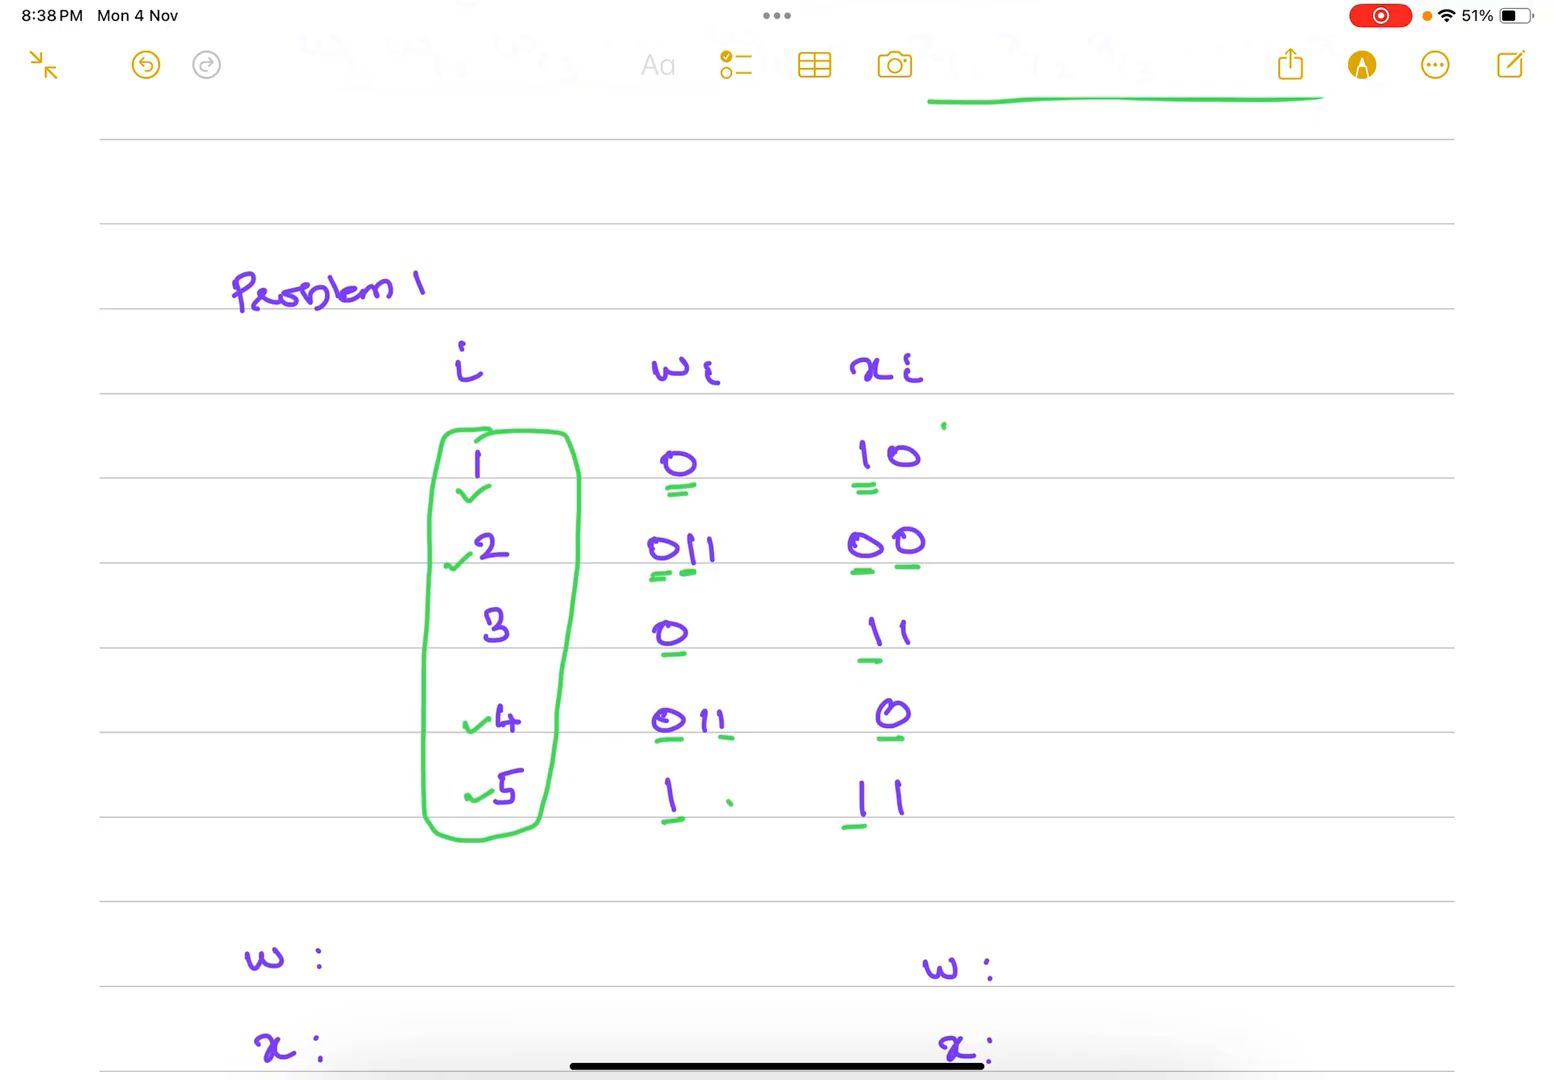 8:38 PM Mon 4 Nov
51%
Aa
Problem 1
i wi xi
1 0 10
2 011 00
3 0 11
4 011 0
5 1 11
w : w :
x : x :